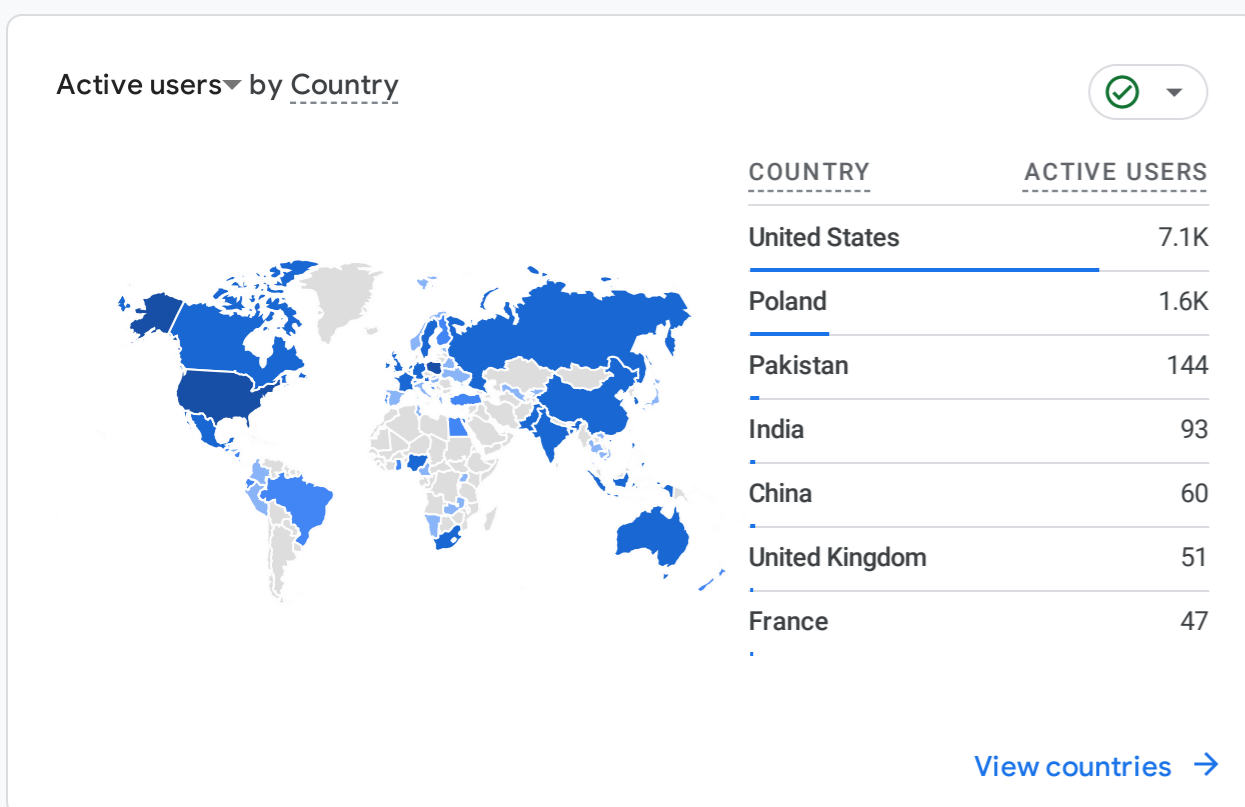 Active users by Country
COUNTRY ACTIVE USERS
United States 7.1K
Poland 1.6K
Pakistan 144
India 93
China 60
United Kingdom 51
France 47
View countries